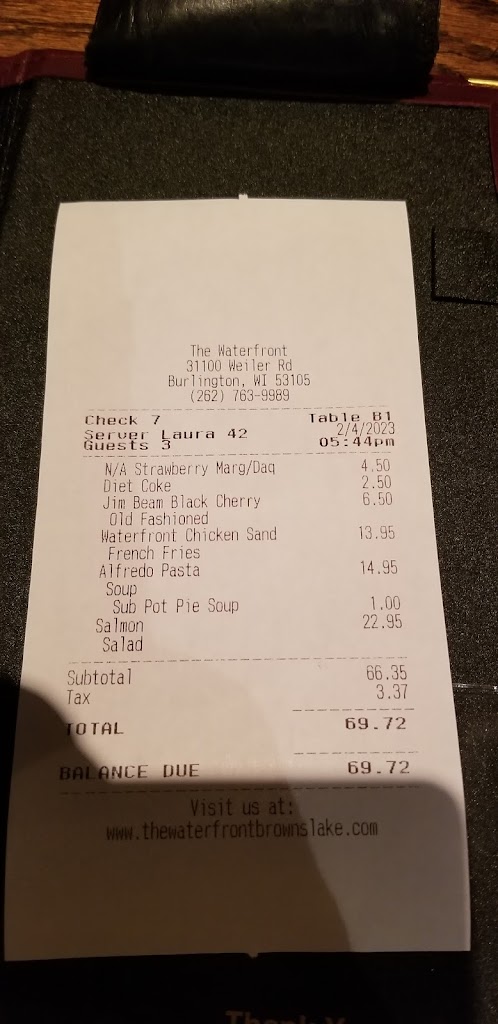 The Waterfront
31100 Weiler Rd
Burlington, WI 53105
(262) 763-9989
Check 7 Table B1
Server Laura 42 2/4/2023
Guests 3 05:44pm
N/A Strawberry Marg/Daq 4.50
Diet Coke 2.50
Jim Beam Black Cherry 6.50
Old Fashioned
Waterfront Chicken Sand 13.95
French Fries
Alfredo Pasta 14.95
Soup
Sub Pot Pie Soup 1.00
Salmon 22.95
Salad
Subtotal 66.35
Tax 3.37
TOTAL 69.72
BALANCE DUE 69.72
Visit us at:
www.thewaterfrontbrownslake.com